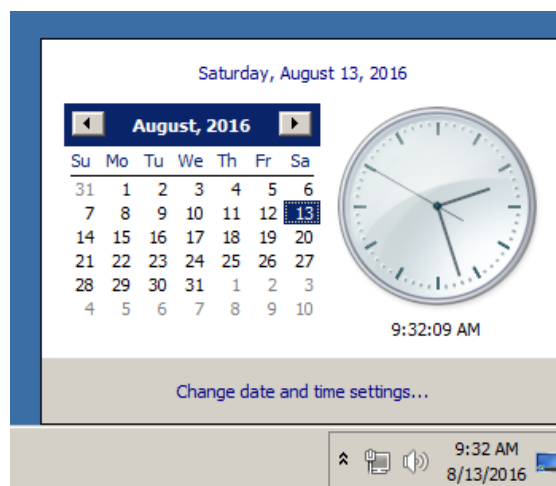 Saturday, August 13, 2016
August, 2016
Su Mo Tu We Th Fr Sa
31 1 2 3 4 5 6
7 8 9 10 11 12 13
14 15 16 17 18 19 20
21 22 23 24 25 26 27
28 29 30 31 1 2 3
4 5 6 7 8 9 10
9:32:09 AM
Change date and time settings...
9:32 AM
8/13/2016